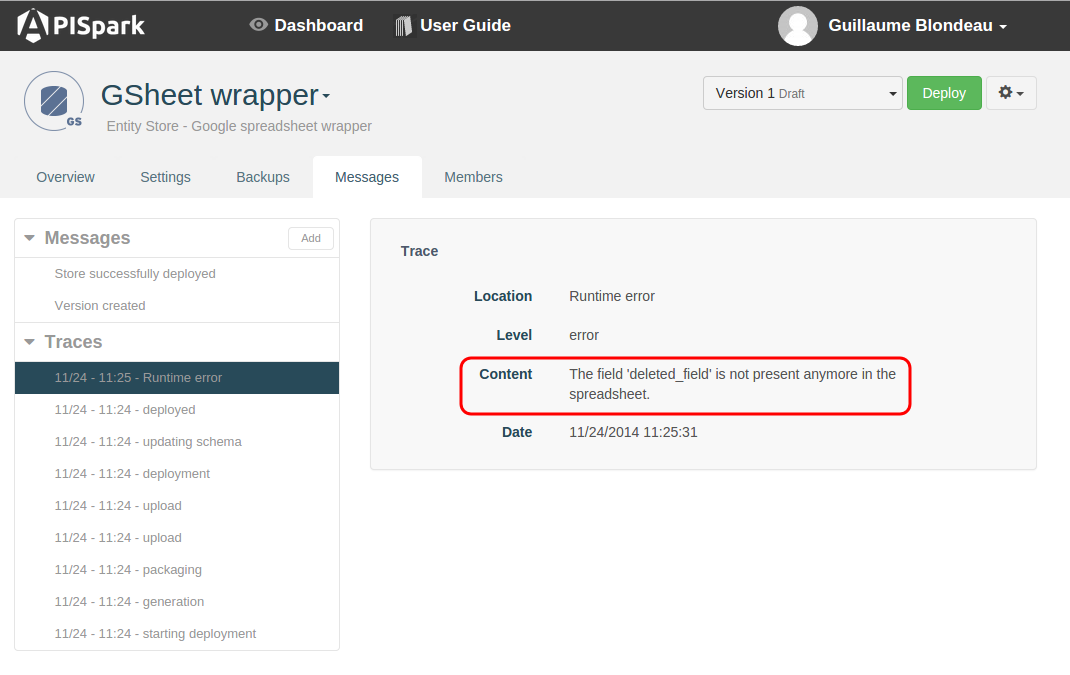 APISpark Dashboard User Guide Guillaume Blondeau
GSheet wrapper
GS
Entity Store - Google spreadsheet wrapper
Version 1 Draft Deploy
Overview Settings Backups Messages Members
Messages Add
Store successfully deployed
Version created
Traces
11/24 - 11:25 - Runtime error
11/24 - 11:24 - deployed
11/24 - 11:24 - updating schema
11/24 - 11:24 - deployment
11/24 - 11:24 - upload
11/24 - 11:24 - upload
11/24 - 11:24 - packaging
11/24 - 11:24 - generation
11/24 - 11:24 - starting deployment
Trace
Location Runtime error
Level error
Content The field 'deleted_field' is not present anymore in the
spreadsheet.
Date 11/24/2014 11:25:31